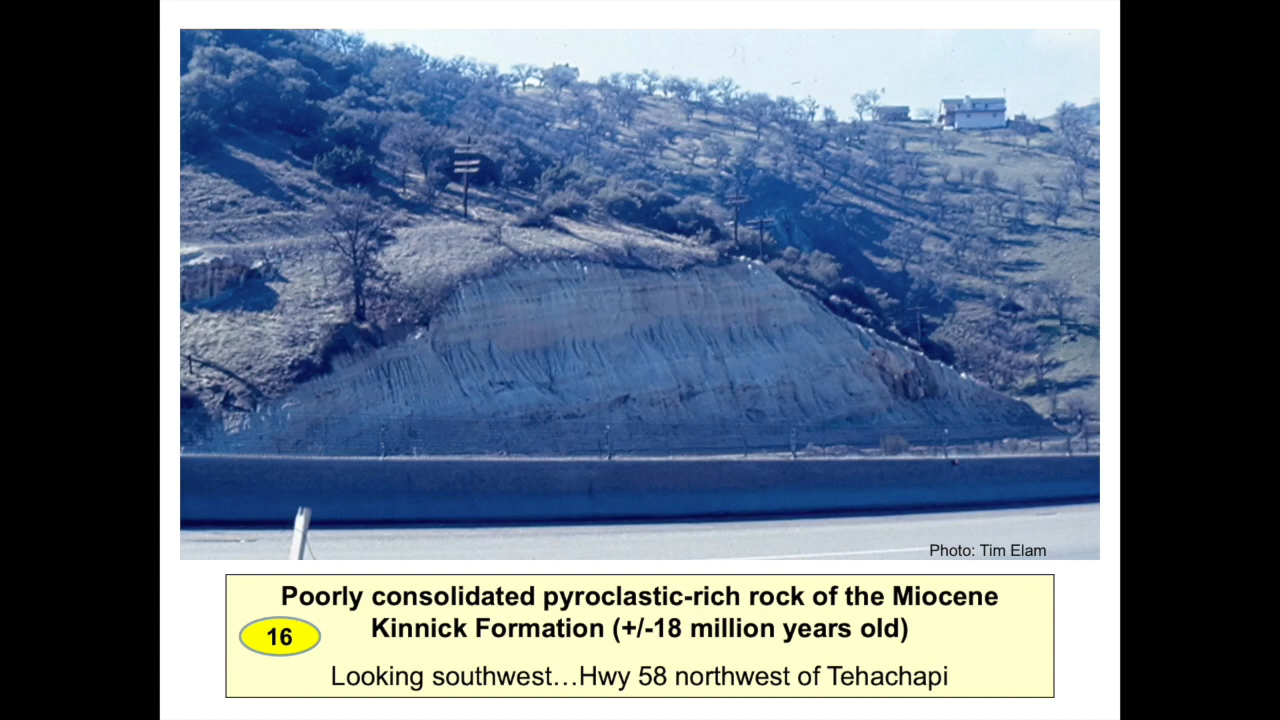 Photo: Tim Elam
Poorly consolidated pyroclastic-rich rock of the Miocene
Kinnick Formation (+/-18 million years old)
16
Looking southwest…Hwy 58 northwest of Tehachapi